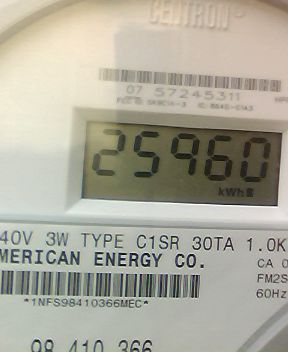 CENTRON
07 57245311
25960
kWh
40V 3W TYPE C1SR 30TA 1.0K
MERICAN ENERGY CO.
CA 0
FM2S
60Hz
*1NFS98410366MEC*
98 410 366